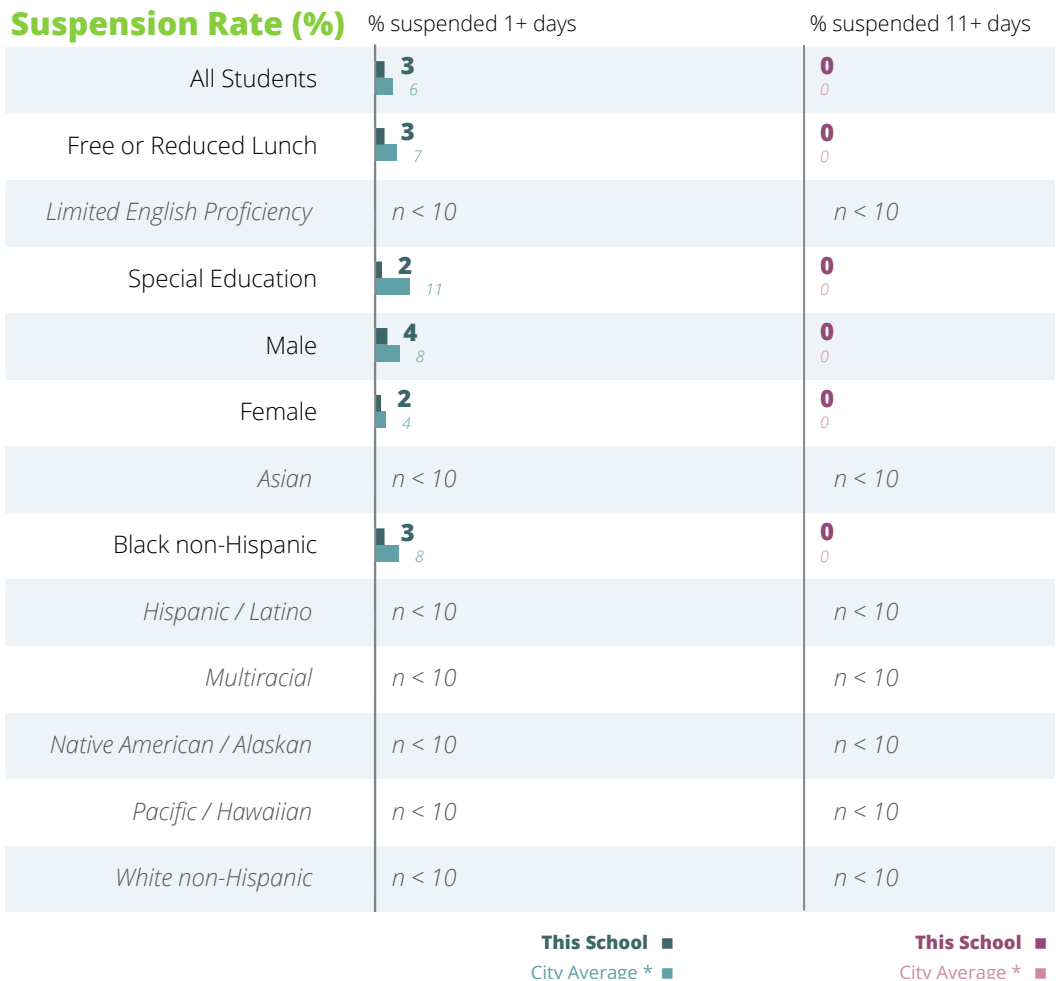 Suspension Rate (%) % suspended 1+ days % suspended 11+ days
All Students 3 0
6 0
Free or Reduced Lunch 3 0
7 0
Limited English Proficiency n < 10 n < 10
Special Education 2 0
11 0
Male 4 0
8 0
Female 2 0
4 0
Asian n < 10 n < 10
Black non-Hispanic 3 0
8 0
Hispanic / Latino n < 10 n < 10
Multiracial n < 10 n < 10
Native American / Alaskan n < 10 n < 10
Pacific / Hawaiian n < 10 n < 10
White non-Hispanic n < 10 n < 10
This School This School
City Average * City Average *